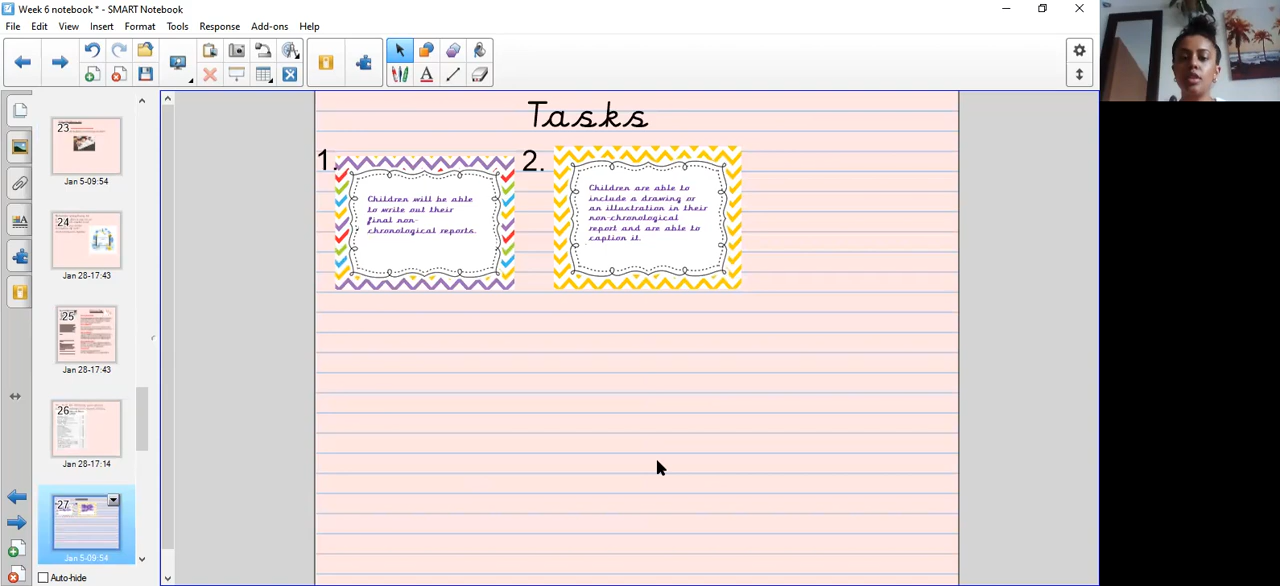 Week 6 notebook * - SMART Notebook
File Edit View Insert Format Tools Response Add-ons Help
Tasks
1.
Children will be able
to write out their
final non-
chronological reports.
2.
Children are able to
include a drawing or
an illustration in their
non-chronological
report and are able to
caption it.
23
Jan 5-09:54
24
Jan 28-17:43
25
Jan 28-17:43
26
Jan 28-17:14
27
Jan 5-09:54
Auto-hide